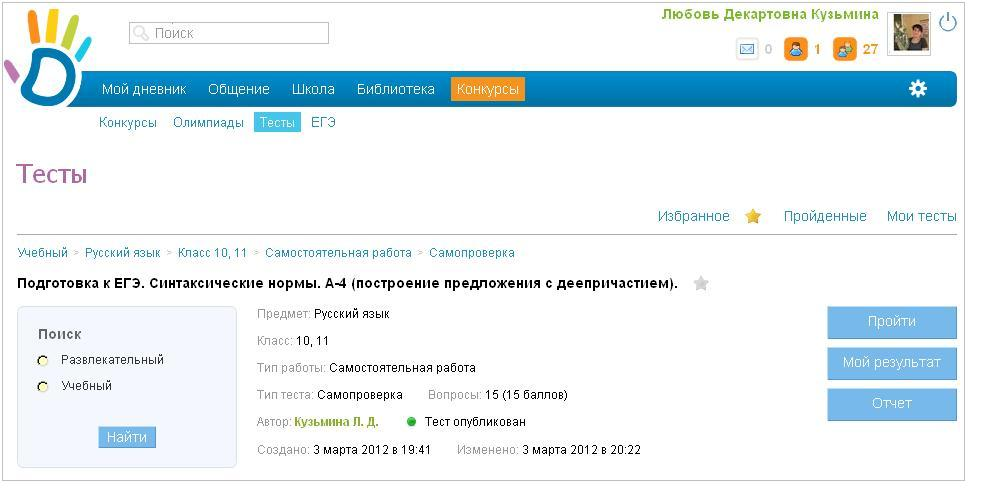 Любовь Декартовна Кузьмина
Поиск
0 1 27
Мой дневник Общение Школа Библиотека Конкурсы
Конкурсы Олимпиады Тесты ЕГЭ
Тесты
Избранное Пройденные Мои тесты
Учебный > Русский язык > Класс 10, 11 > Самостоятельная работа > Самопроверка
Подготовка к ЕГЭ. Синтаксические нормы. А-4 (построение предложения с деепричастием).
Поиск
Развлекательный
Учебный
Найти
Предмет: Русский язык
Класс: 10, 11
Тип работы: Самостоятельная работа
Тип теста: Самопроверка Вопросы: 15 (15 баллов)
Автор: Кузьмина Л. Д. Тест опубликован
Создано: 3 марта 2012 в 19:41 Изменено: 3 марта 2012 в 20:22
Пройти
Мой результат
Отчет